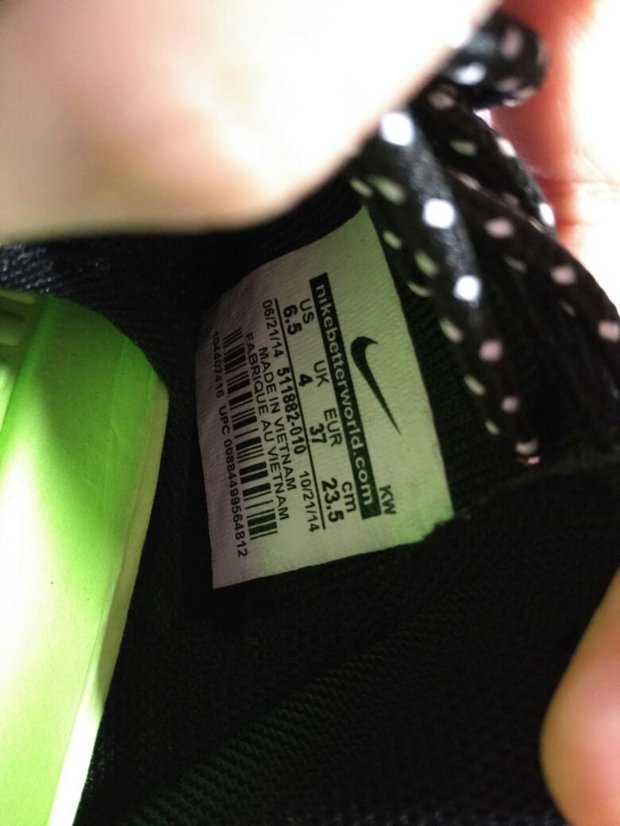 KW
nikebetterworld.com
US UK EUR cm
6.5 4 37 23.5
06/21/14 511882-010 10/21/14
MADE IN VIETNAM
FABRIQUE AU VIETNAM
UPC 00884499564812